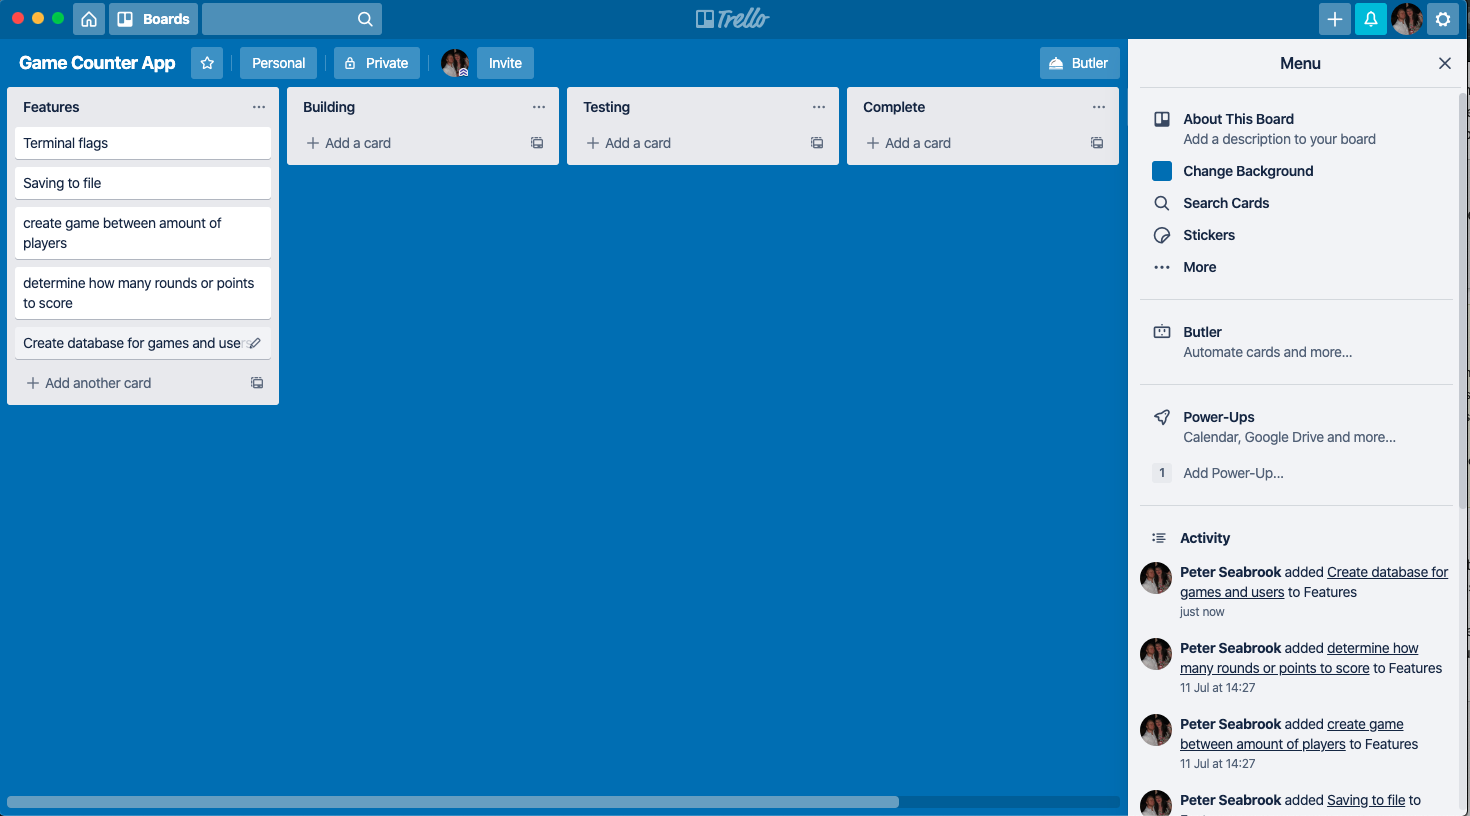 Boards
Trello
Game Counter App
Personal
Private
Invite
Butler
Features
Terminal flags
Saving to file
create game between amount of
players
determine how many rounds or points
to score
Create database for games and users
+ Add another card
Building
+ Add a card
Testing
+ Add a card
Complete
+ Add a card
Menu
About This Board
Add a description to your board
Change Background
Search Cards
Stickers
More
Butler
Automate cards and more...
Power-Ups
Calendar, Google Drive and more...
1 Add Power-Up...
Activity
Peter Seabrook added Create database for
games and users to Features
just now
Peter Seabrook added determine how
many rounds or points to score to Features
11 Jul at 14:27
Peter Seabrook added create game
between amount of players to Features
11 Jul at 14:27
Peter Seabrook added Saving to file to